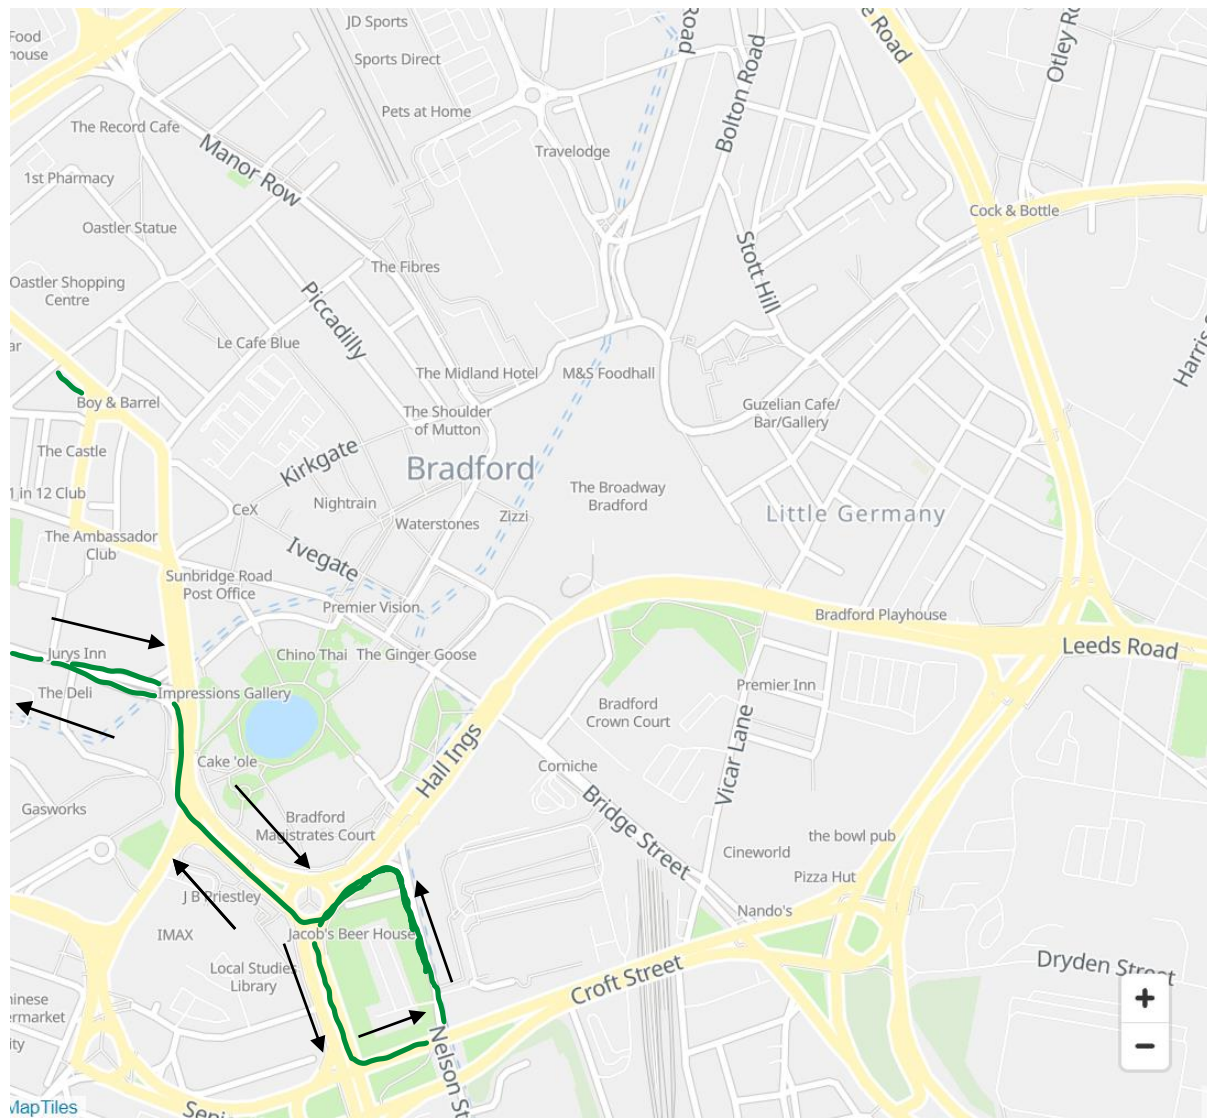 JD Sports
Food
house
Sports Direct
Road
e Road
Otley Ro
Bolton Road
Pets at Home
The Record Cafe
Manor Row
Travelodge
1st Pharmacy
Cock & Bottle
Oastler Statue
Stott Hill
The Fibres
Oastler Shopping
Centre
Piccadilly
Harris
ar
Le Cafe Blue
The Midland Hotel
M&S Foodhall
Boy & Barrel
The Shoulder
of Mutton
Guzelian Cafe/
Bar/Gallery
The Castle
Kirkgate
Bradford
1 in 12 Club
CeX
Nightrain
Waterstones
Zizzi
The Broadway
Bradford
Little Germany
The Ambassador
Club
Ivegate
Sunbridge Road
Post Office
Premier Vision
Bradford Playhouse
Leeds Road
Jurys Inn
Chino Thai
The Ginger Goose
The Deli
Impressions Gallery
Premier Inn
Bradford
Crown Court
Vicar Lane
Hall Ings
Cake 'ole
Corniche
Gasworks
Bradford
Magistrates Court
Bridge Street
the bowl pub
Cineworld
Pizza Hut
J B Priestley
Nando's
IMAX
Jacob's Beer House
Local Studies
Library
Croft Street
Dryden Street
hinese
ermarket
ity
+
−
Nelson St
MapTiles